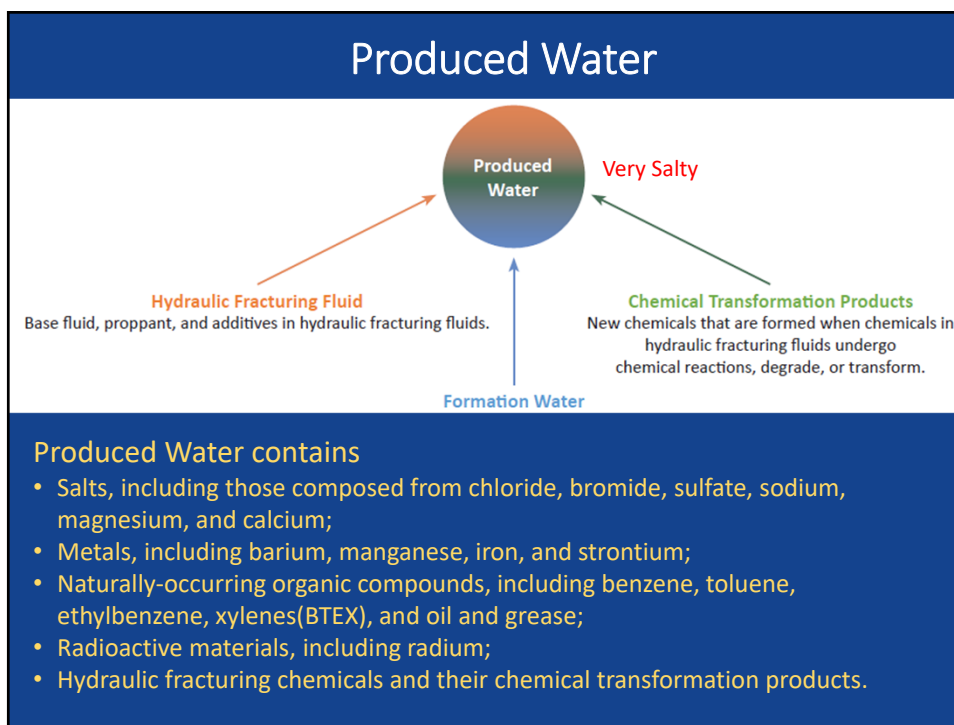 Produced Water
Produced
Water
Very Salty
Hydraulic Fracturing Fluid
Base fluid, proppant, and additives in hydraulic fracturing fluids.
Chemical Transformation Products
New chemicals that are formed when chemicals in
hydraulic fracturing fluids undergo
chemical reactions, degrade, or transform.
Formation Water
Produced Water contains
• Salts, including those composed from chloride, bromide, sulfate, sodium,
magnesium, and calcium;
• Metals, including barium, manganese, iron, and strontium;
• Naturally-occurring organic compounds, including benzene, toluene,
ethylbenzene, xylenes(BTEX), and oil and grease;
• Radioactive materials, including radium;
• Hydraulic fracturing chemicals and their chemical transformation products.